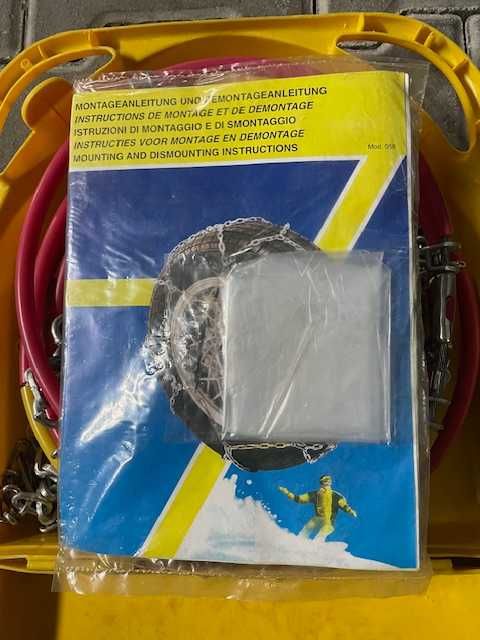 MONTAGEANLEITUNG UND DEMONTAGEANLEITUNG
INSTRUCTIONS DE MONTAGE ET DE DEMONTAGE
ISTRUZIONI DI MONTAGGIO E DI SMONTAGGIO
INSTRUCTIES VOOR MONTAGE EN DEMONTAGE
MOUNTING AND DISMOUNTING INSTRUCTIONS
Mod.